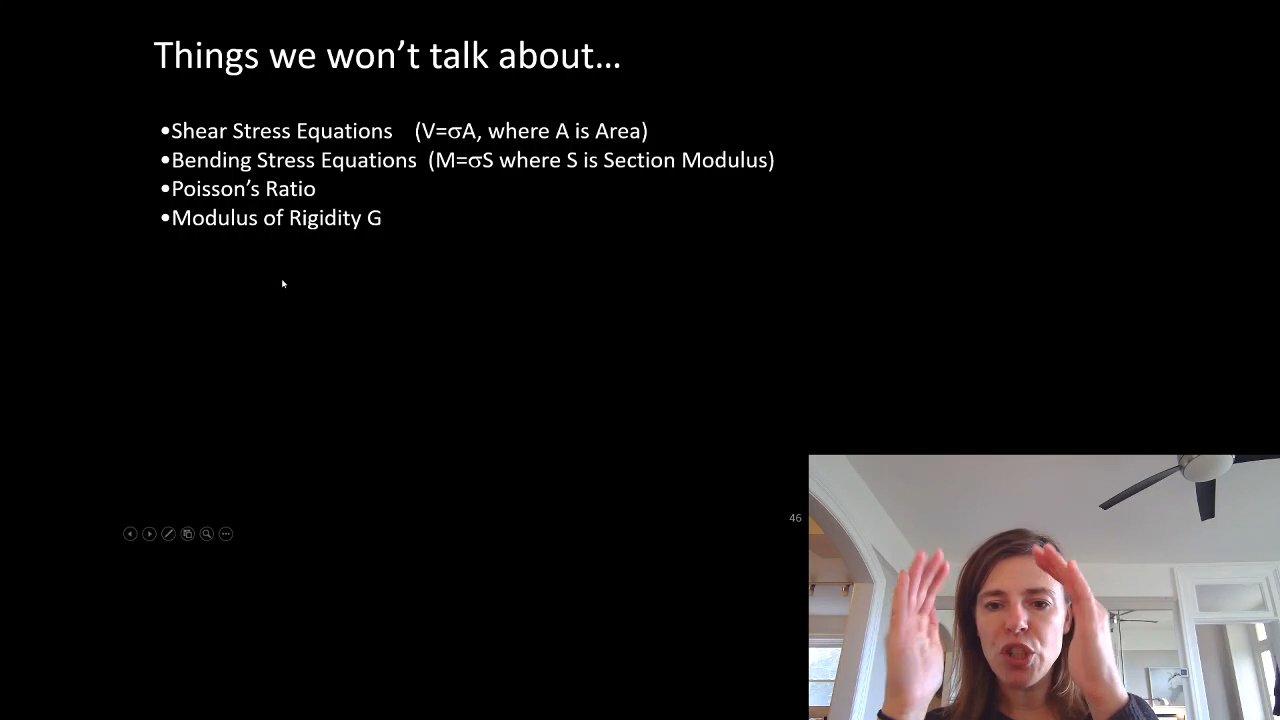 Things we won’t talk about…
•Shear Stress Equations (V=σA, where A is Area)
•Bending Stress Equations (M=σS where S is Section Modulus)
•Poisson’s Ratio
•Modulus of Rigidity G
46